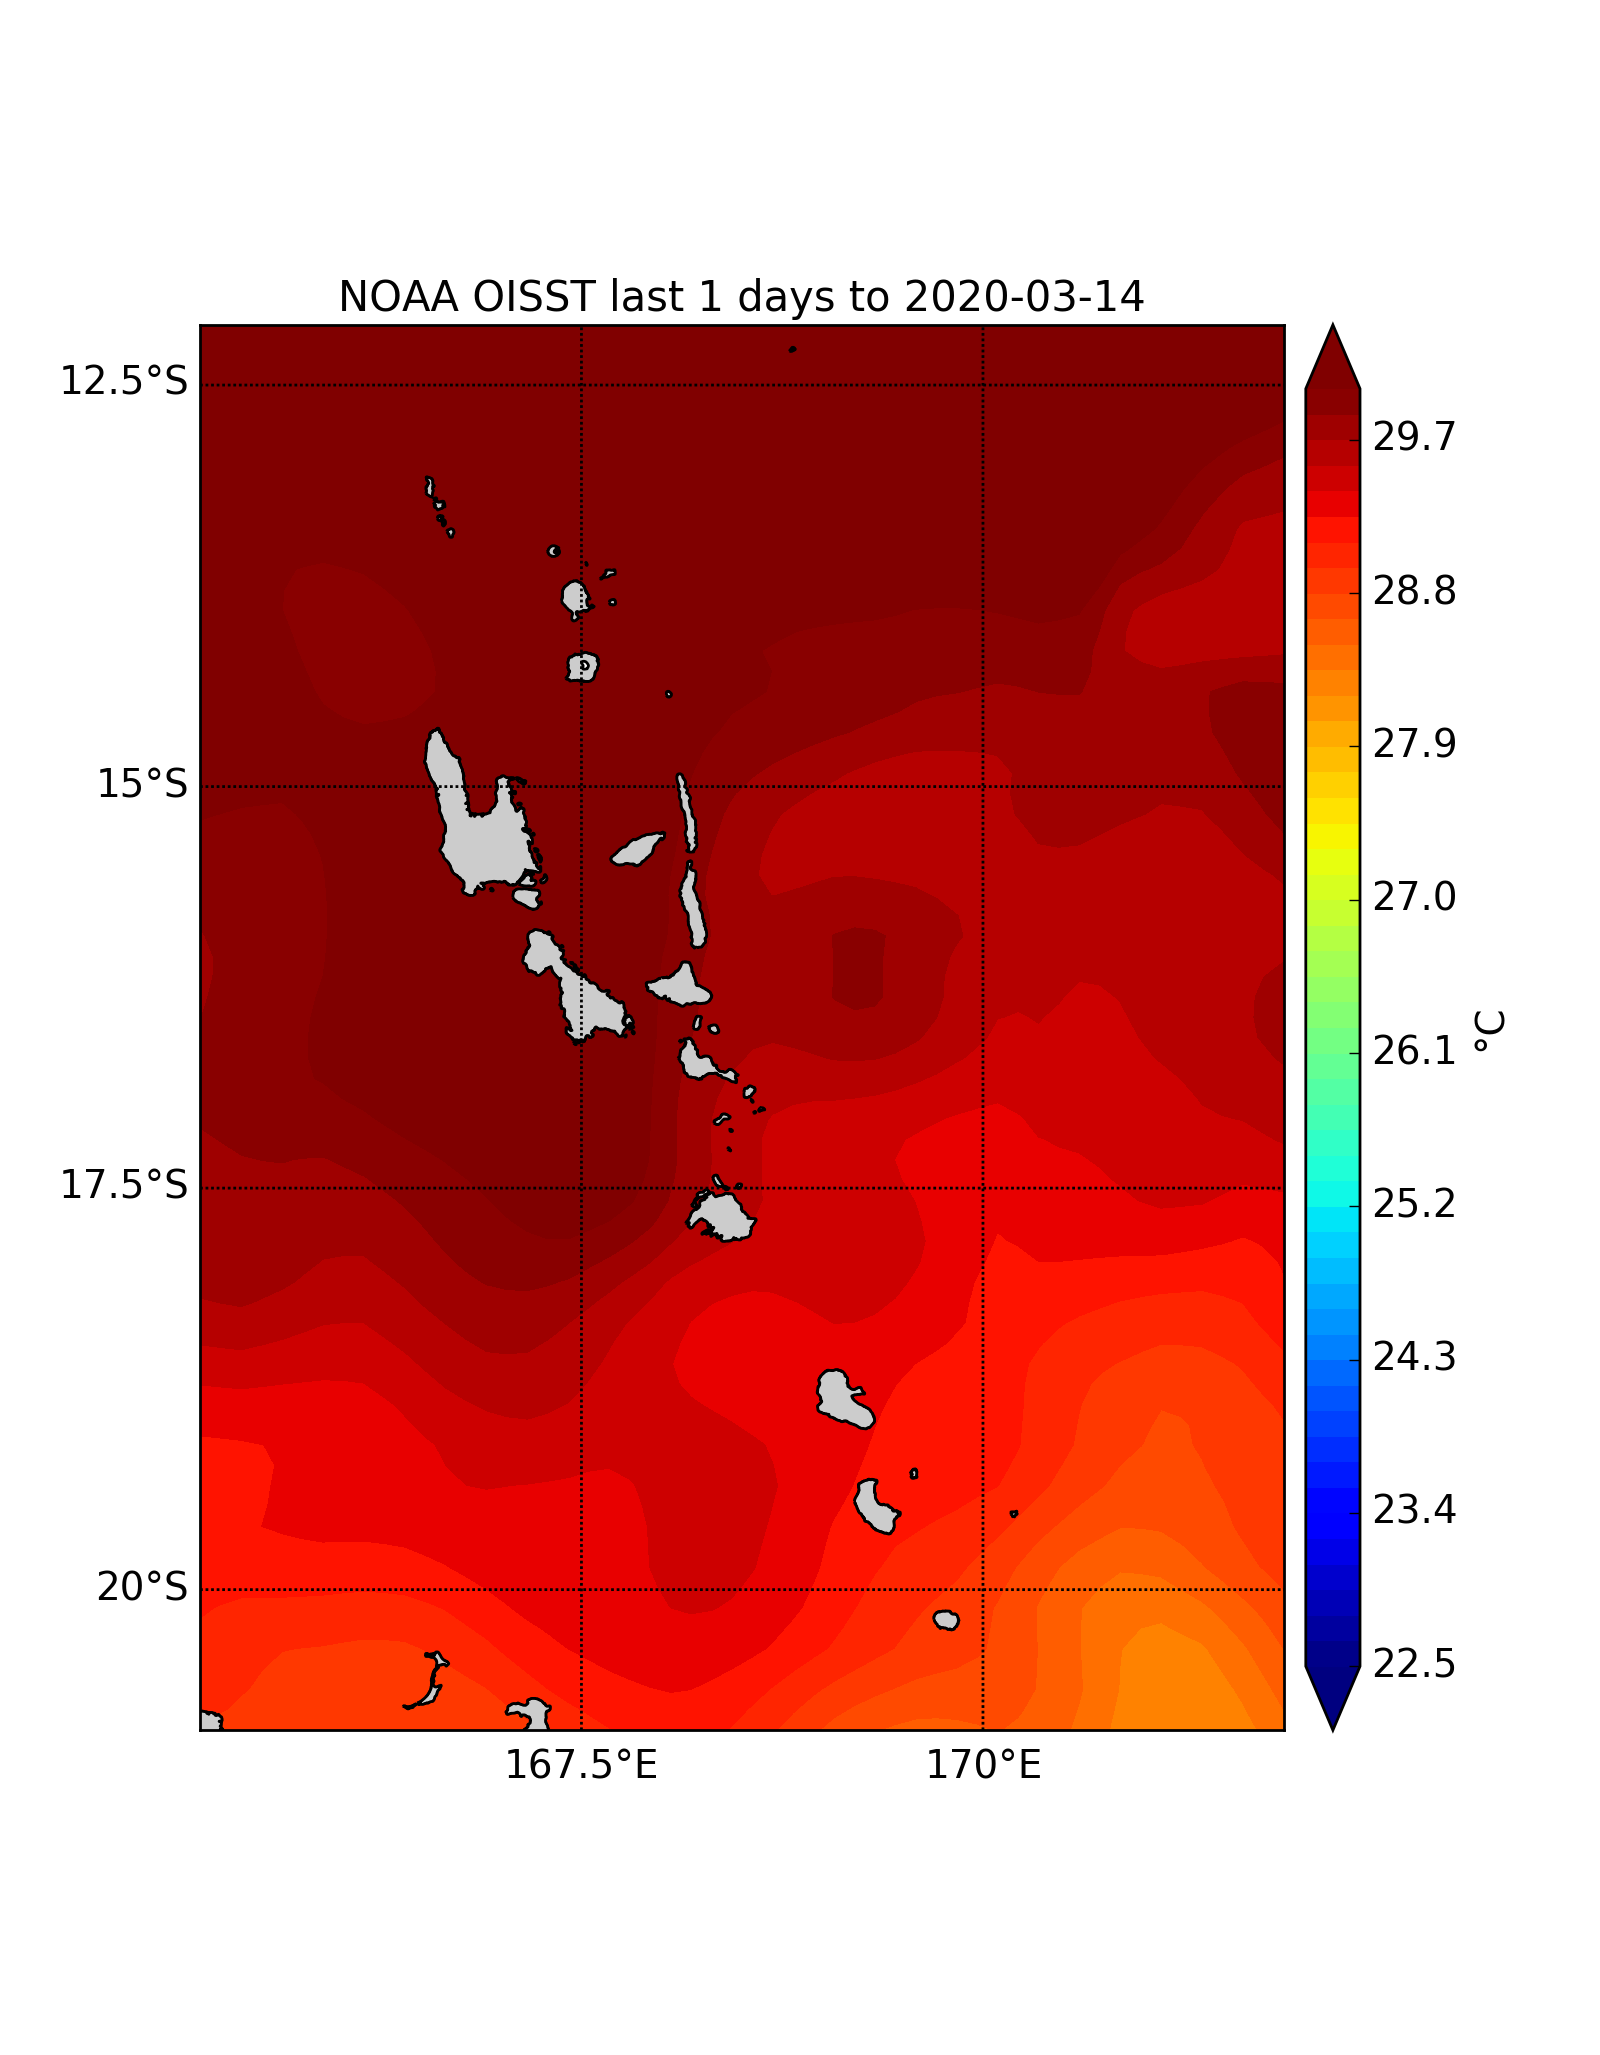 NOAA OISST last 1 days to 2020-03-14
12.5°S
15°S
17.5°S
20°S
167.5°E
170°E
29.7
28.8
27.9
27.0
26.1
25.2
24.3
23.4
22.5
°C